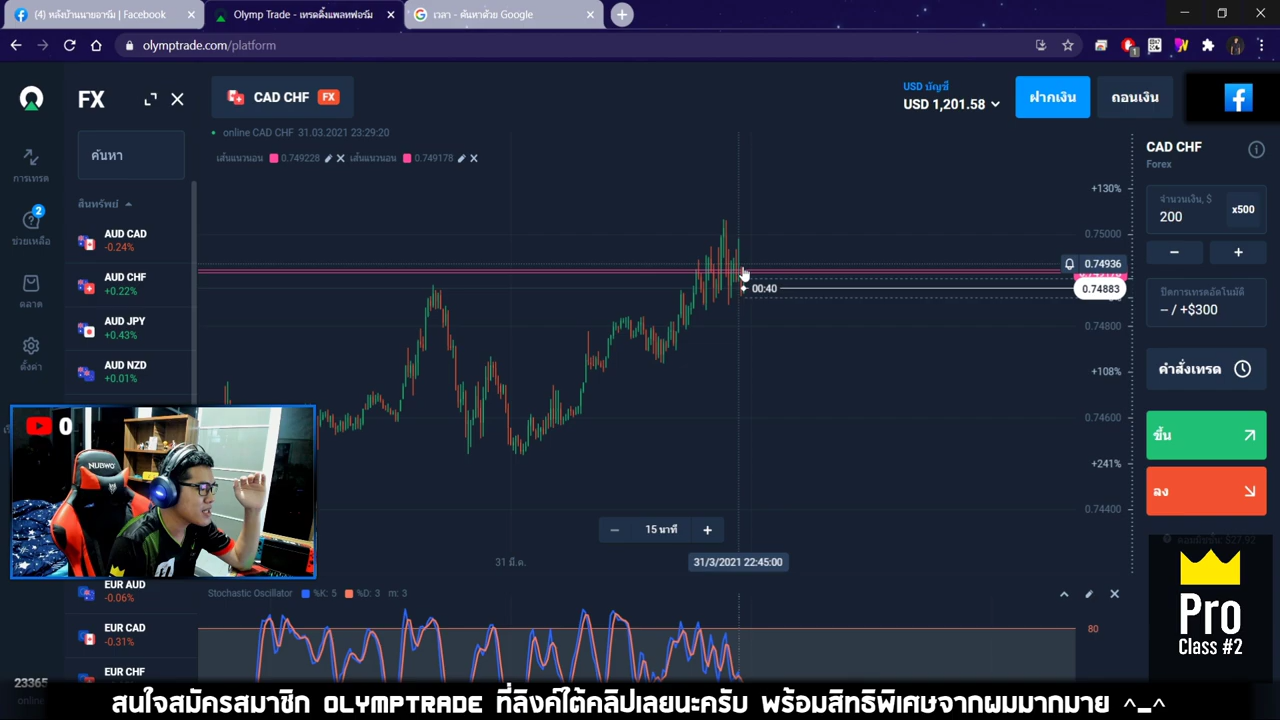 (4) หลังบ้านนายอาร์ม | Facebook
Olymp Trade - เทรดดิ้งแพลทฟอร์ม
เวลา - ค้นหาด้วย Google
olymptrade.com/platform
FX
CAD CHF FX
USD บัญชี
USD 1,201.58
ฝากเงิน
ถอนเงิน
online CAD CHF 31.03.2021 23:29:20
เส้นแนวนอน 0.749228 เส้นแนวนอน 0.749178
ค้นหา
การเทรด
2
ช่วยเหลือ
ตลาด
ตั้งค่า
สินทรัพย์
AUD CAD
-0.24%
AUD CHF
+0.22%
AUD JPY
+0.43%
AUD NZD
+0.01%
EUR AUD
-0.06%
EUR CAD
-0.31%
EUR CHF
23365
online
+130%
0.75000
0.74936
0.74883
00:40
0.74800
+108%
0.74600
+241%
0.74400
15 นาที
31 มี.ค.
31/3/2021 22:45:00
Stochastic Oscillator %K: 5 %D: 3 m: 3
80
CAD CHF
Forex
จำนวนเงิน, $
200
x500
ปิดการเทรดอัตโนมัติ
– / +$300
คำสั่งเทรด
ขึ้น
ลง
คอมมิชชั่น: $27.92
0
NUBWO
Pro
Class #2
สนใจสมัครสมาชิก OLYMPTRADE ที่ลิงค์ใต้คลิปเลยนะครับ พร้อมสิทธิพิเศษจากผมมากมาย ^_^